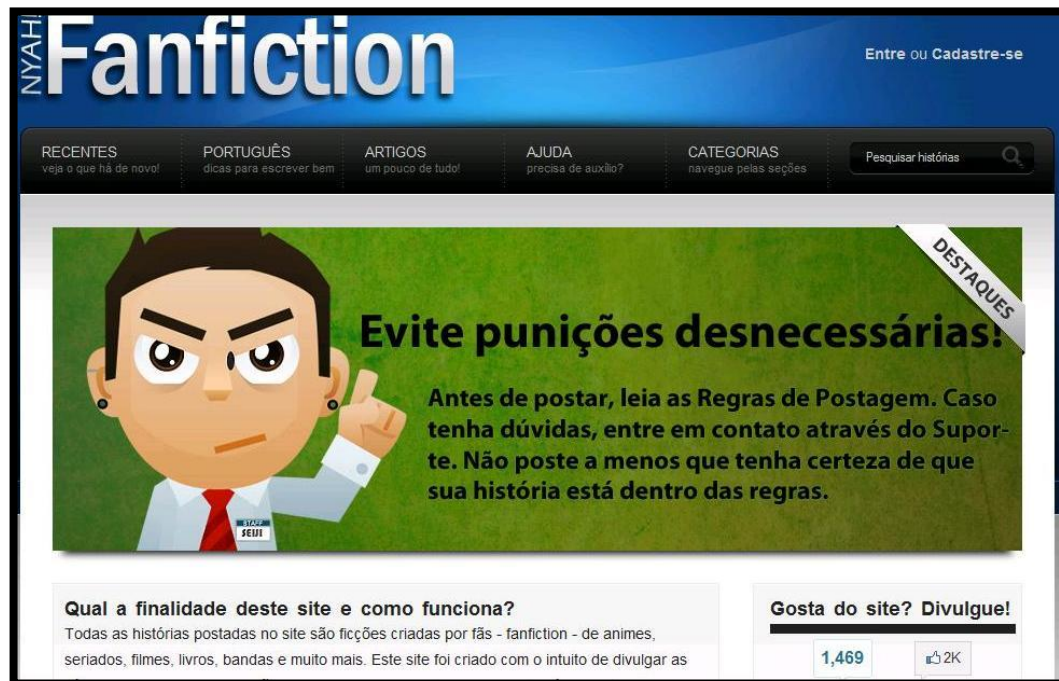 NYAH!
Fanfiction
Entre ou Cadastre-se
RECENTES
veja o que há de novo!
PORTUGUÊS
dicas para escrever bem
ARTIGOS
um pouco de tudo!
AJUDA
precisa de auxílio?
CATEGORIAS
navegue pelas seções
Pesquisar histórias
DESTAQUES
Evite punições desnecessárias!
Antes de postar, leia as Regras de Postagem. Caso
tenha dúvidas, entre em contato através do Supor-
te. Não poste a menos que tenha certeza de que
sua história está dentro das regras.
STAFF
SEIJI
Qual a finalidade deste site e como funciona?
Todas as histórias postadas no site são ficções criadas por fãs - fanfiction - de animes,
seriados, filmes, livros, bandas e muito mais. Este site foi criado com o intuito de divulgar as
Gosta do site? Divulgue!
1,469
2K